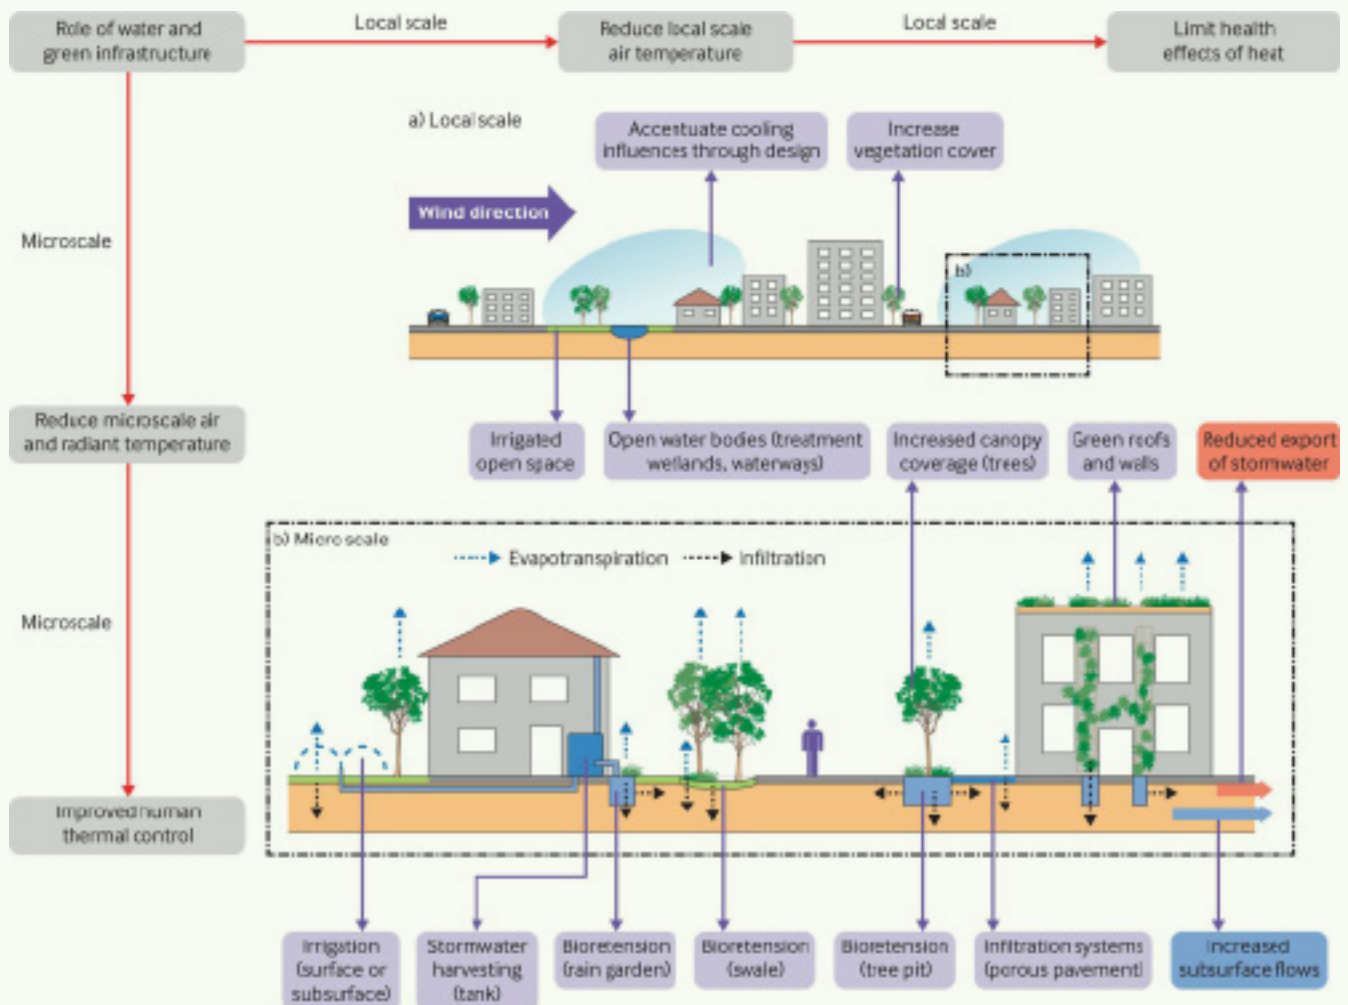 Role of water and
green infrastructure
Local scale
Reduce local scale
air temperature
Local scale
Limit health
effects of heat
a) Local scale
Accentuate cooling
influences through design
Increase
vegetation cover
Wind direction
Microscale
b)
Reduce microscale air
and radiant temperature
Irrigated
open space
Open water bodies (treatment
wetlands, waterways)
Increased canopy
coverage (trees)
Green roofs
and walls
Reduced export
of stormwater
b) Micro scale
Evapotranspiration
Infiltration
Microscale
Improved human
thermal control
Irrigation
(surface or
subsurface)
Stormwater
harvesting
(tank)
Bioretension
(rain garden)
Bioretension
(swale)
Bioretension
(tree pit)
Infiltration systems
(porous pavement)
Increased
subsurface flows